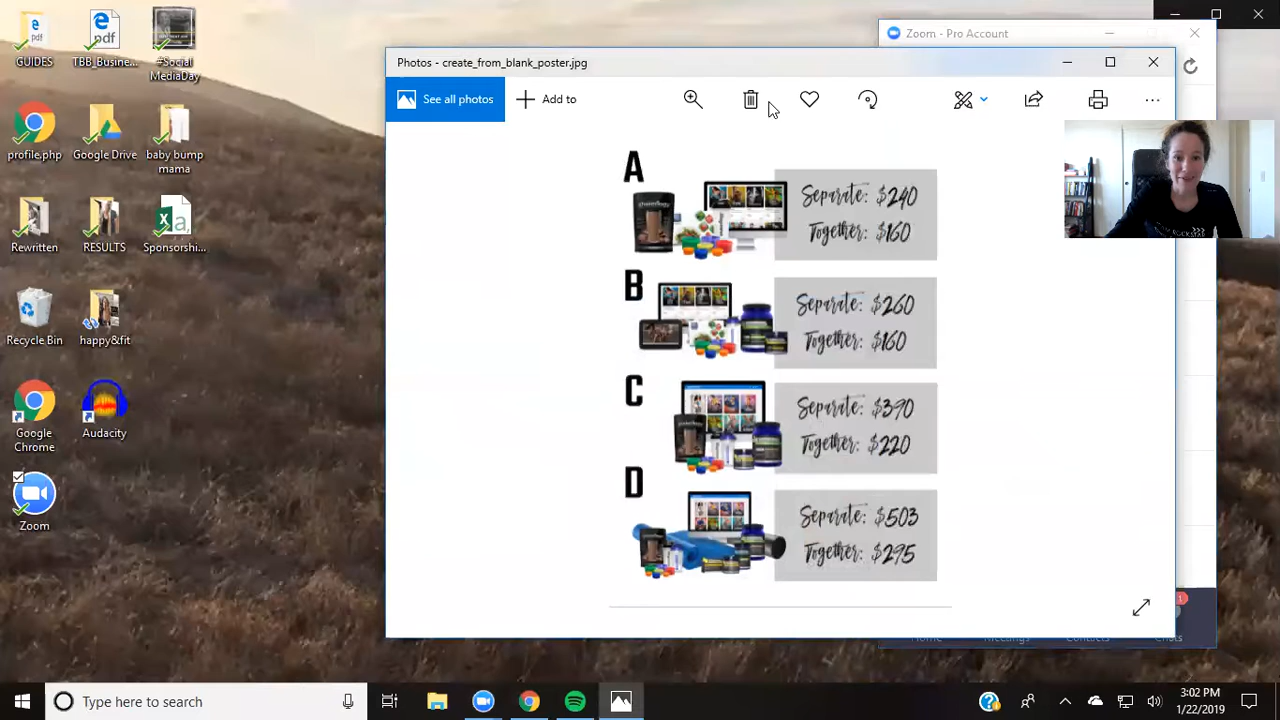 Zoom - Pro Account
Photos - create_from_blank_poster.jpg
See all photos
Add to
A
Separate: $240
Together: $160
B
Separate: $260
Together: $160
C
Separate: $390
Together: $220
D
Separate: $503
Together: $295
GUIDES
TBB_Busine...
#Social
MediaDay
profile.php
Google Drive
baby bump
mama
Rewritten
RESULTS
Sponsorshi...
Recycle Bin
happy&fit
Google
Chrome
Audacity
Zoom
Type here to search
3:02 PM
1/22/2019